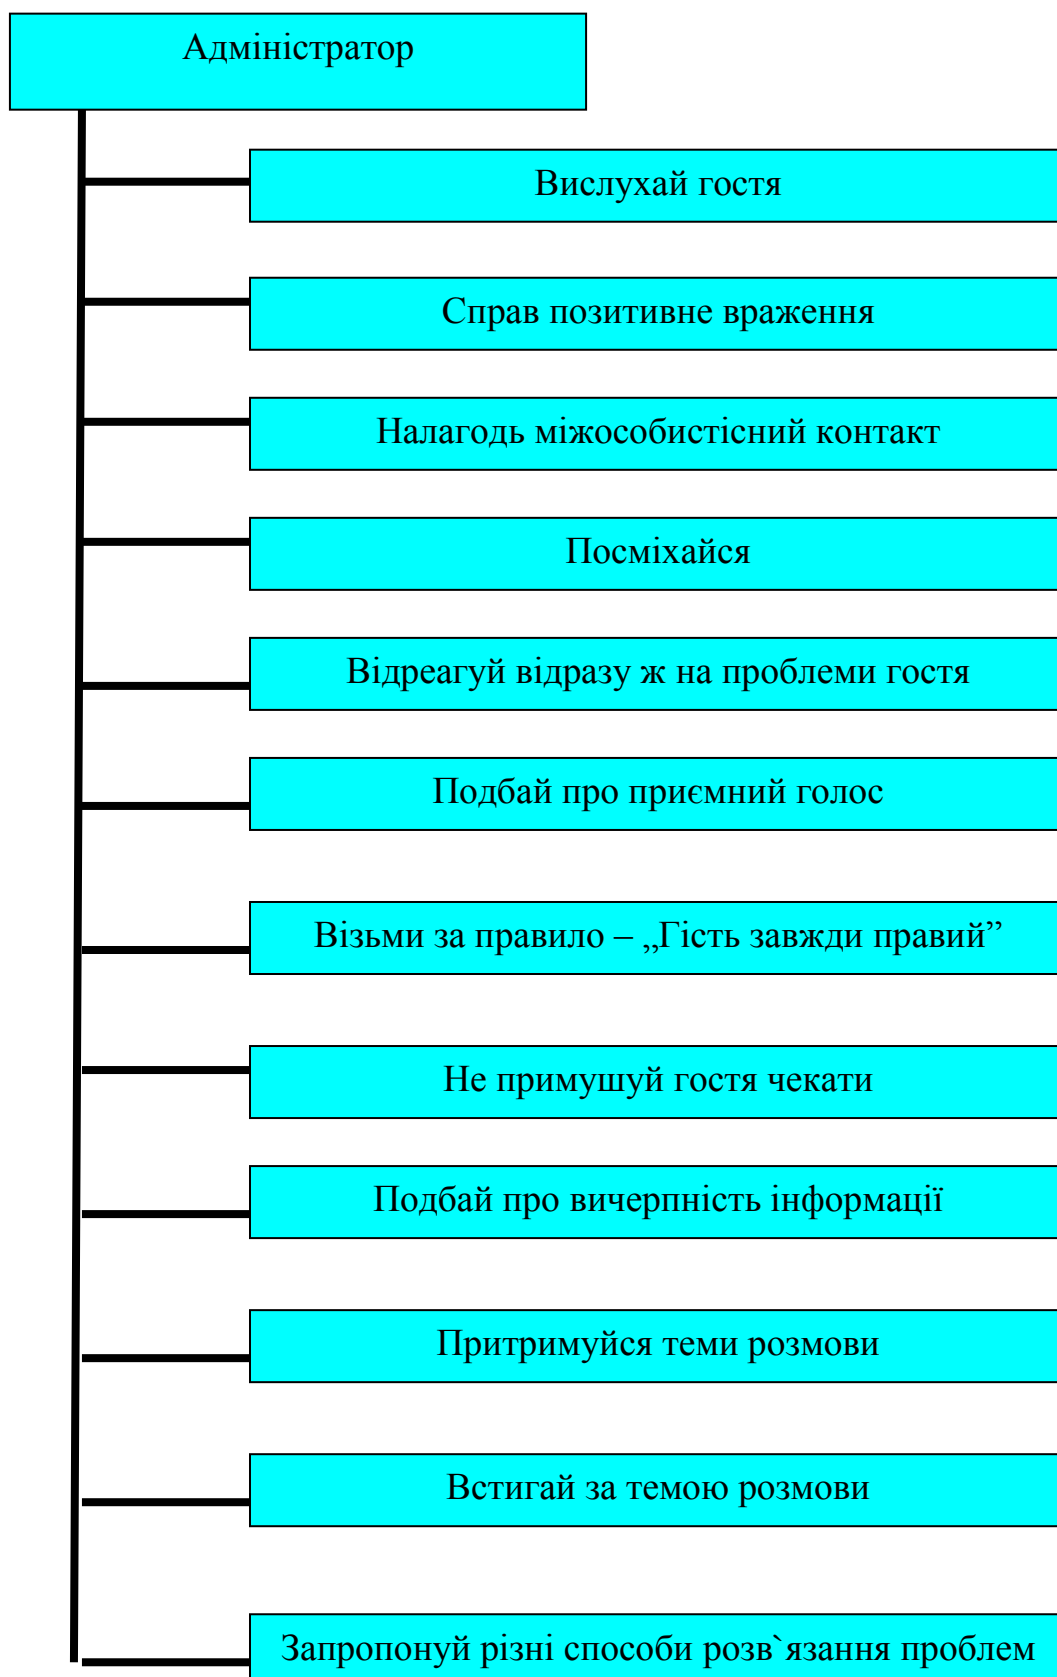 Адміністратор
Вислухай гостя
Справ позитивне враження
Налагодь міжособистісний контакт
Посміхайся
Відреагуй відразу ж на проблеми гостя
Подбай про приємний голос
Візьми за правило – „Гість завжди правий”
Не примушуй гостя чекати
Подбай про вичерпність інформації
Притримуйся теми розмови
Встигай за темою розмови
Запропонуй різні способи розв`язання проблем